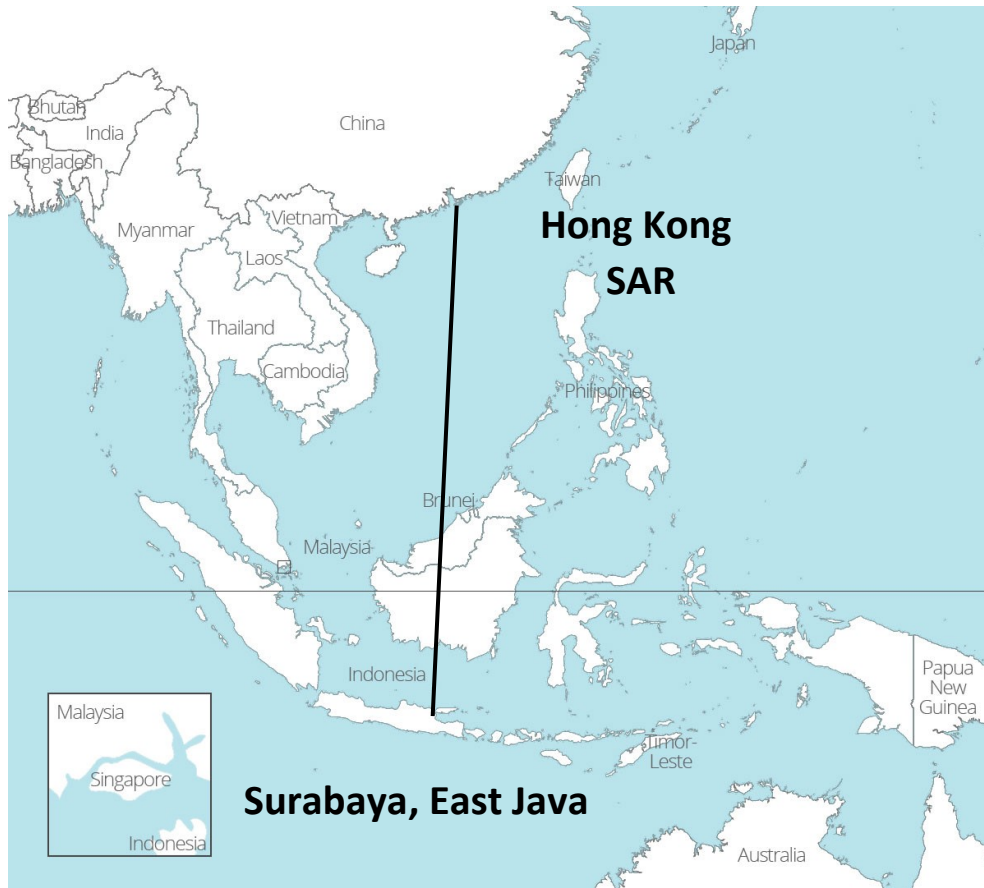 Japan
Bhutan
India
China
Bangladesh
Taiwan
Vietnam
Myanmar
Hong Kong
SAR
Laos
Thailand
Cambodia
Philippines
Brunei
Malaysia
Indonesia
Papua
New
Guinea
Malaysia
Timor-
Leste
Singapore
Surabaya, East Java
Indonesia
Australia